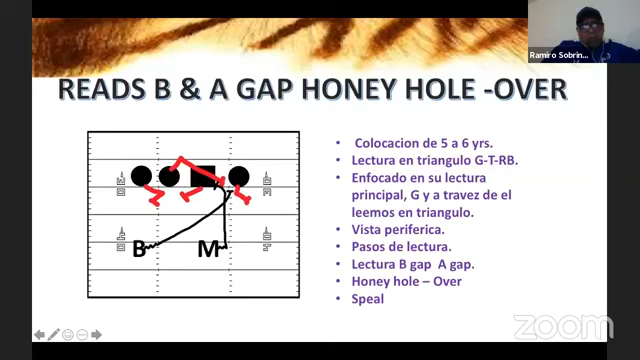 Ramiro Sobrin...
READS B & A GAP HONEY HOLE -OVER
Colocacion de 5 a 6 yrs.
Lectura en triangulo G-T-RB.
Enfocado en su lectura
principal, G y a travez de el
leemos en triangulo.
Vista periferica.
Pasos de lectura.
Lectura B gap A gap.
Honey hole – Over
Speal
B M
zoom